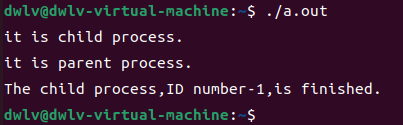 dwlv@dwlv-virtual-machine:~$ ./a.out
it is child process.
it is parent process.
The child process,ID number-1,is finished.
dwlv@dwlv-virtual-machine:~$